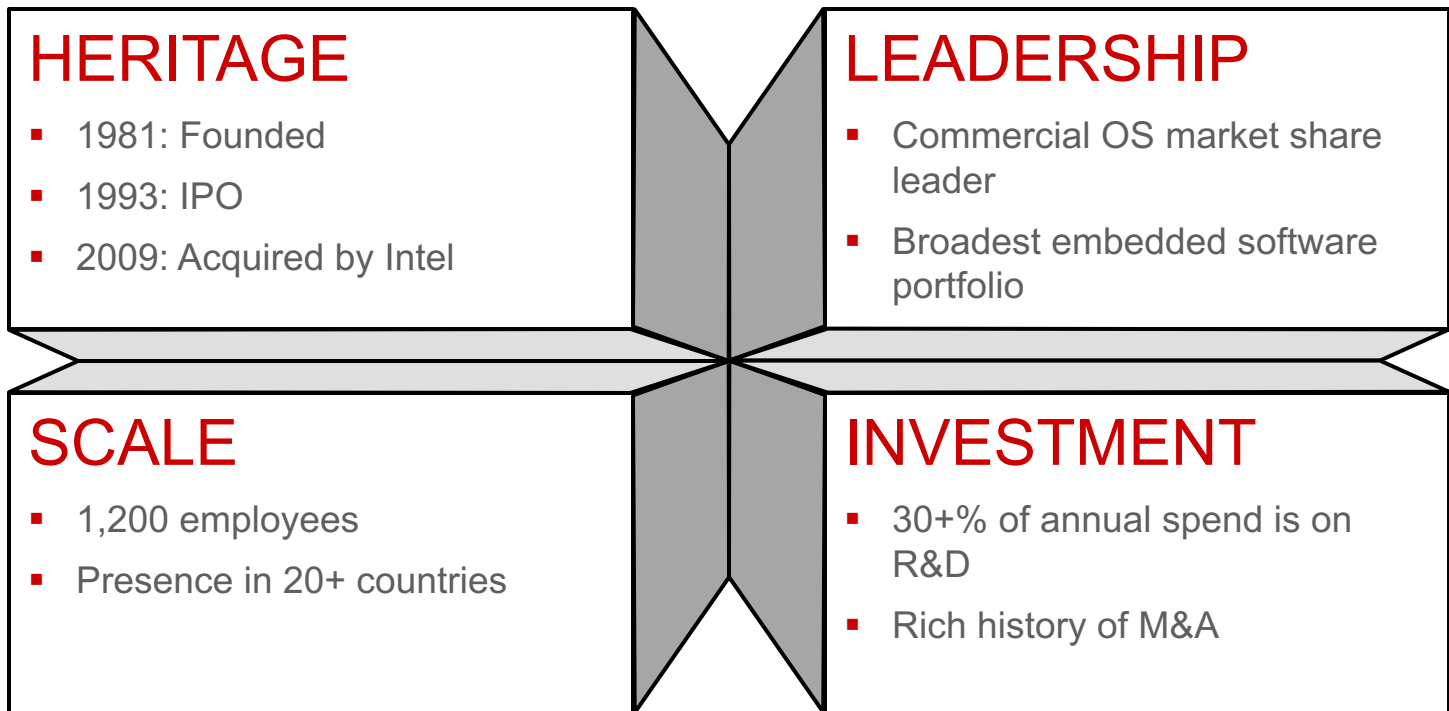 HERITAGE
▪ 1981: Founded
▪ 1993: IPO
▪ 2009: Acquired by Intel
LEADERSHIP
▪ Commercial OS market share
leader
▪ Broadest embedded software
portfolio
SCALE
▪ 1,200 employees
▪ Presence in 20+ countries
INVESTMENT
▪ 30+% of annual spend is on
R&D
▪ Rich history of M&A